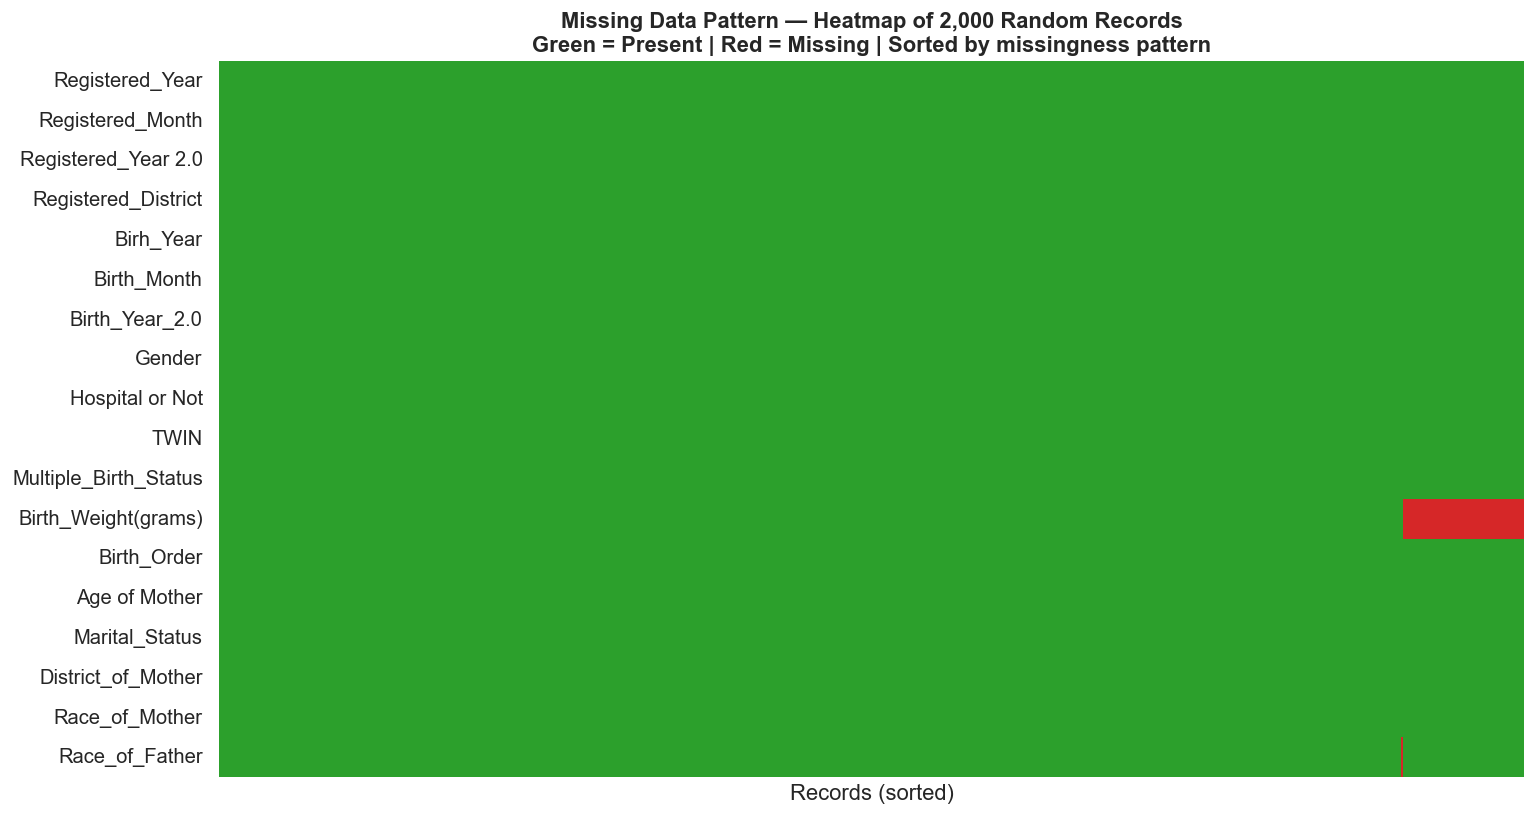 Missing Data Pattern — Heatmap of 2,000 Random Records
Green = Present | Red = Missing | Sorted by missingness pattern
Registered_Year
Registered_Month
Registered_Year 2.0
Registered_District
Birh_Year
Birth_Month
Birth_Year_2.0
Gender
Hospital or Not
TWIN
Multiple_Birth_Status
Birth_Weight(grams)
Birth_Order
Age of Mother
Marital_Status
District_of_Mother
Race_of_Mother
Race_of_Father
Records (sorted)